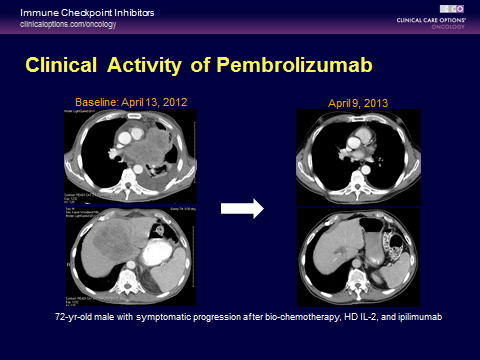 Immune Checkpoint Inhibitors
clinicaloptions.com/oncology
CLINICAL CARE OPTIONS®
ONCOLOGY
Clinical Activity of Pembrolizumab
Baseline: April 13, 2012
April 9, 2013
72-yr-old male with symptomatic progression after bio-chemotherapy, HD IL-2, and ipilimumab